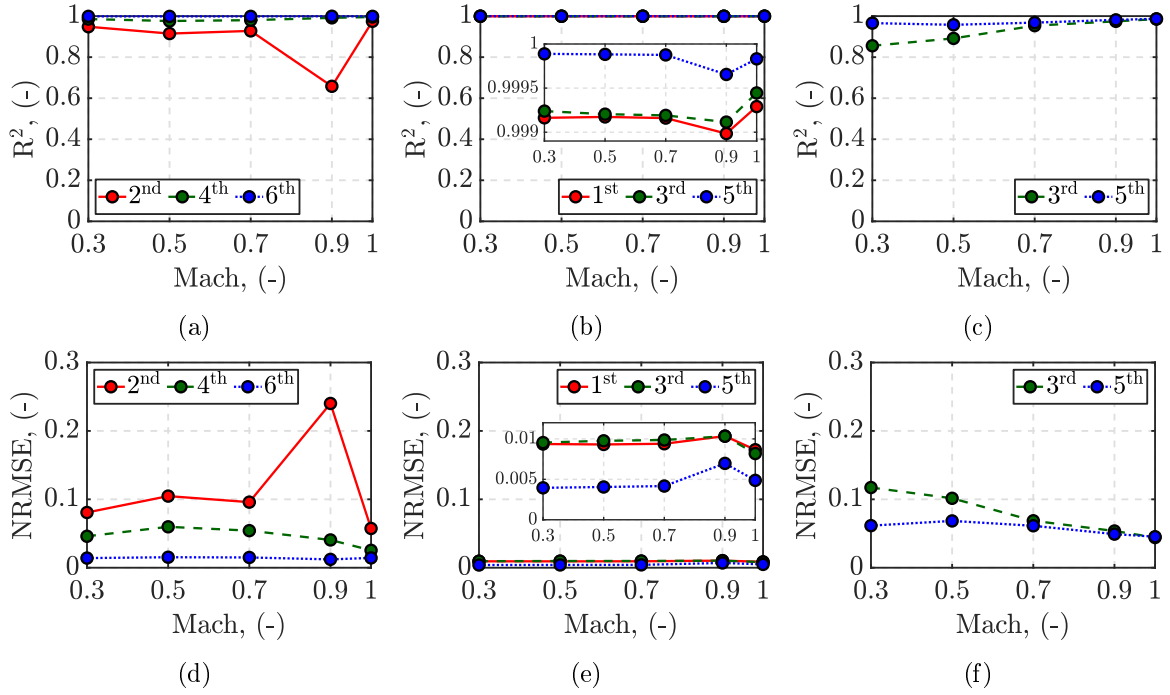 1
0.8
0.6
0.4
0.2
0
R², (-)
2nd 4th 6th
0.3 0.5 0.7 0.9 1
Mach, (-)
(a)
1
0.8
0.6
0.4
0.2
0
R², (-)
1
0.9995
0.999
0.3 0.5 0.7 0.9 1
1st 3rd 5th
0.3 0.5 0.7 0.9 1
Mach, (-)
(b)
1
0.8
0.6
0.4
0.2
0
R², (-)
3rd 5th
0.3 0.5 0.7 0.9 1
Mach, (-)
(c)
0.3
0.2
0.1
0
NRMSE, (-)
2nd 4th 6th
0.3 0.5 0.7 0.9 1
Mach, (-)
(d)
0.3
0.2
0.1
0
NRMSE, (-)
1st 3rd 5th
0.01
0.005
0
0.3 0.5 0.7 0.9 1
0.3 0.5 0.7 0.9 1
Mach, (-)
(e)
0.3
0.2
0.1
0
NRMSE, (-)
3rd 5th
0.3 0.5 0.7 0.9 1
Mach, (-)
(f)